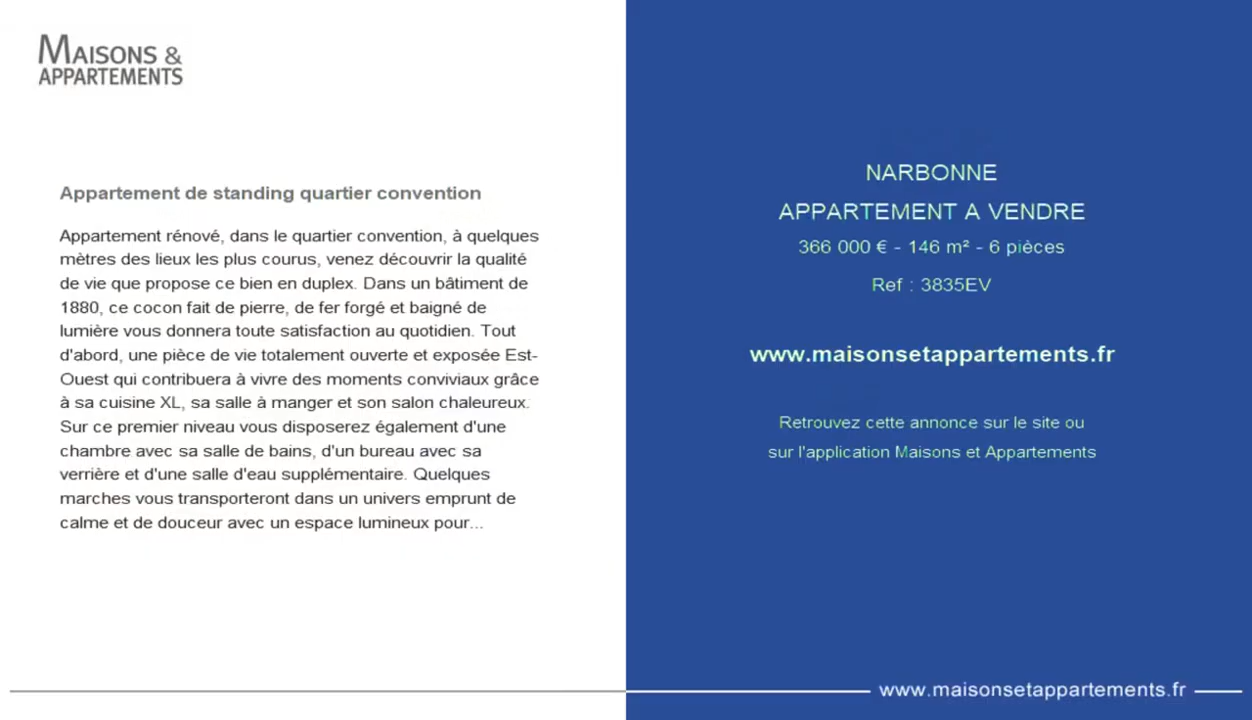 MAISONS &
APPARTEMENTS
Appartement de standing quartier convention
Appartement rénové, dans le quartier convention, à quelques
mètres des lieux les plus courus, venez découvrir la qualité
de vie que propose ce bien en duplex. Dans un bâtiment de
1880, ce cocon fait de pierre, de fer forgé et baigné de
lumière vous donnera toute satisfaction au quotidien. Tout
d'abord, une pièce de vie totalement ouverte et exposée Est-
Ouest qui contribuera à vivre des moments conviviaux grâce
à sa cuisine XL, sa salle à manger et son salon chaleureux.
Sur ce premier niveau vous disposerez également d'une
chambre avec sa salle de bains, d'un bureau avec sa
verrière et d'une salle d'eau supplémentaire. Quelques
marches vous transporteront dans un univers emprunt de
calme et de douceur avec un espace lumineux pour...
NARBONNE
APPARTEMENT A VENDRE
366 000 € - 146 m² - 6 pièces
Ref : 3835EV
www.maisonsetappartements.fr
Retrouvez cette annonce sur le site ou
sur l'application Maisons et Appartements
www.maisonsetappartements.fr